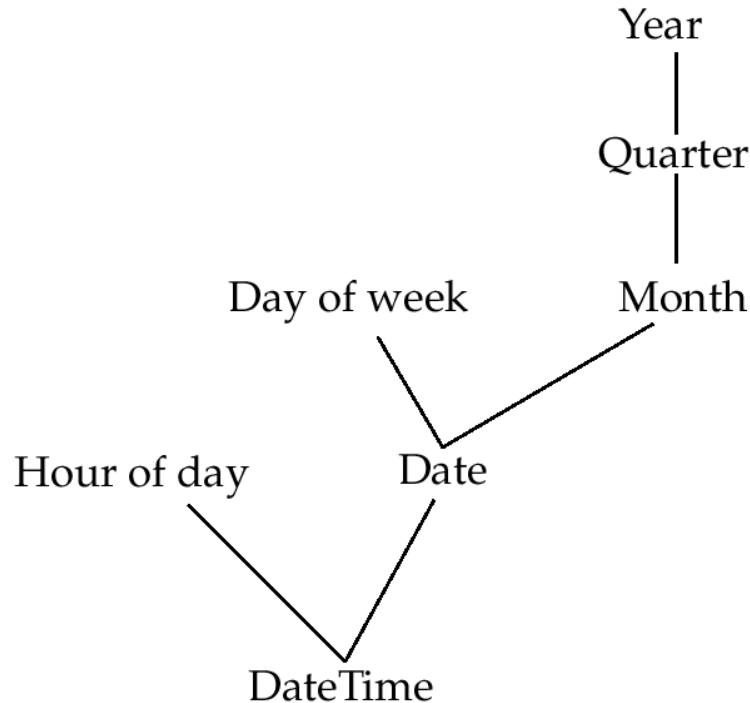 Year
Quarter
Day of week
Month
Hour of day
Date
DateTime